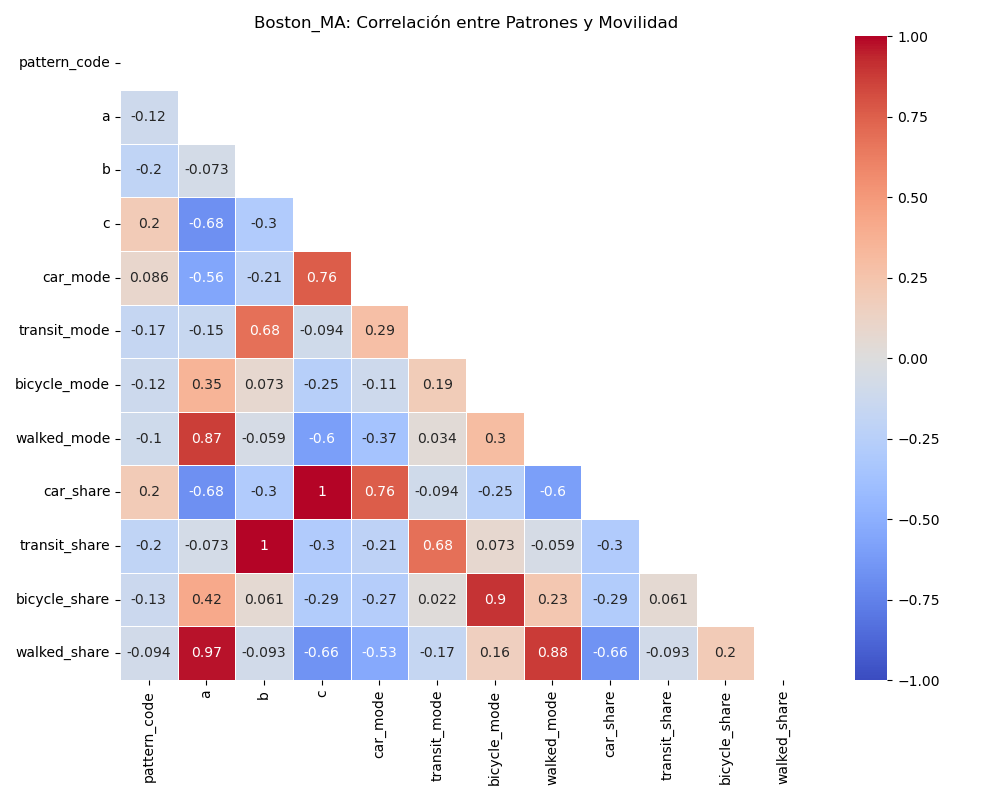 Boston_MA: Correlación entre Patrones y Movilidad
pattern_code
a -0.12
b -0.2 -0.073
c 0.2 -0.68 -0.3
car_mode 0.086 -0.56 -0.21 0.76
transit_mode -0.17 -0.15 0.68 -0.094 0.29
bicycle_mode -0.12 0.35 0.073 -0.25 -0.11 0.19
walked_mode -0.1 0.87 -0.059 -0.6 -0.37 0.034 0.3
car_share 0.2 -0.68 -0.3 1 0.76 -0.094 -0.25 -0.6
transit_share -0.2 -0.073 1 -0.3 -0.21 0.68 0.073 -0.059 -0.3
bicycle_share -0.13 0.42 0.061 -0.29 -0.27 0.022 0.9 0.23 -0.29 0.061
walked_share -0.094 0.97 -0.093 -0.66 -0.53 -0.17 0.16 0.88 -0.66 -0.093 0.2
pattern_code
a
b
c
car_mode
transit_mode
bicycle_mode
walked_mode
car_share
transit_share
bicycle_share
walked_share
1.00
0.75
0.50
0.25
0.00
−0.25
−0.50
−0.75
−1.00